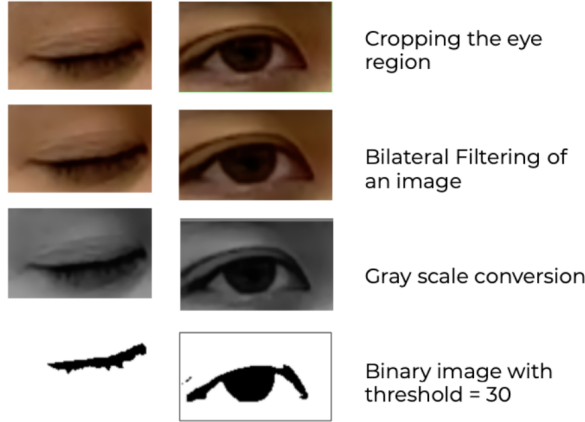 Cropping the eye
region
Bilateral Filtering of
an image
Gray scale conversion
Binary image with
threshold = 30